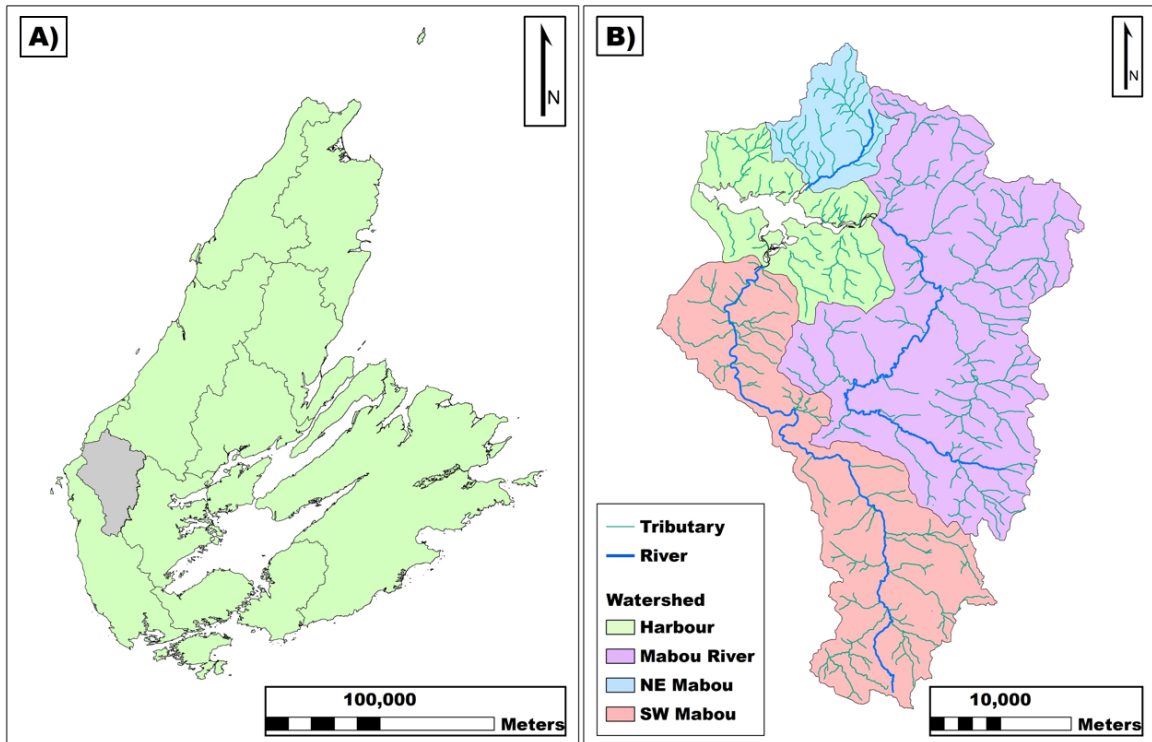 A)
N
100,000
Meters
B)
N
Tributary
River
Watershed
Harbour
Mabou River
NE Mabou
SW Mabou
10,000
Meters